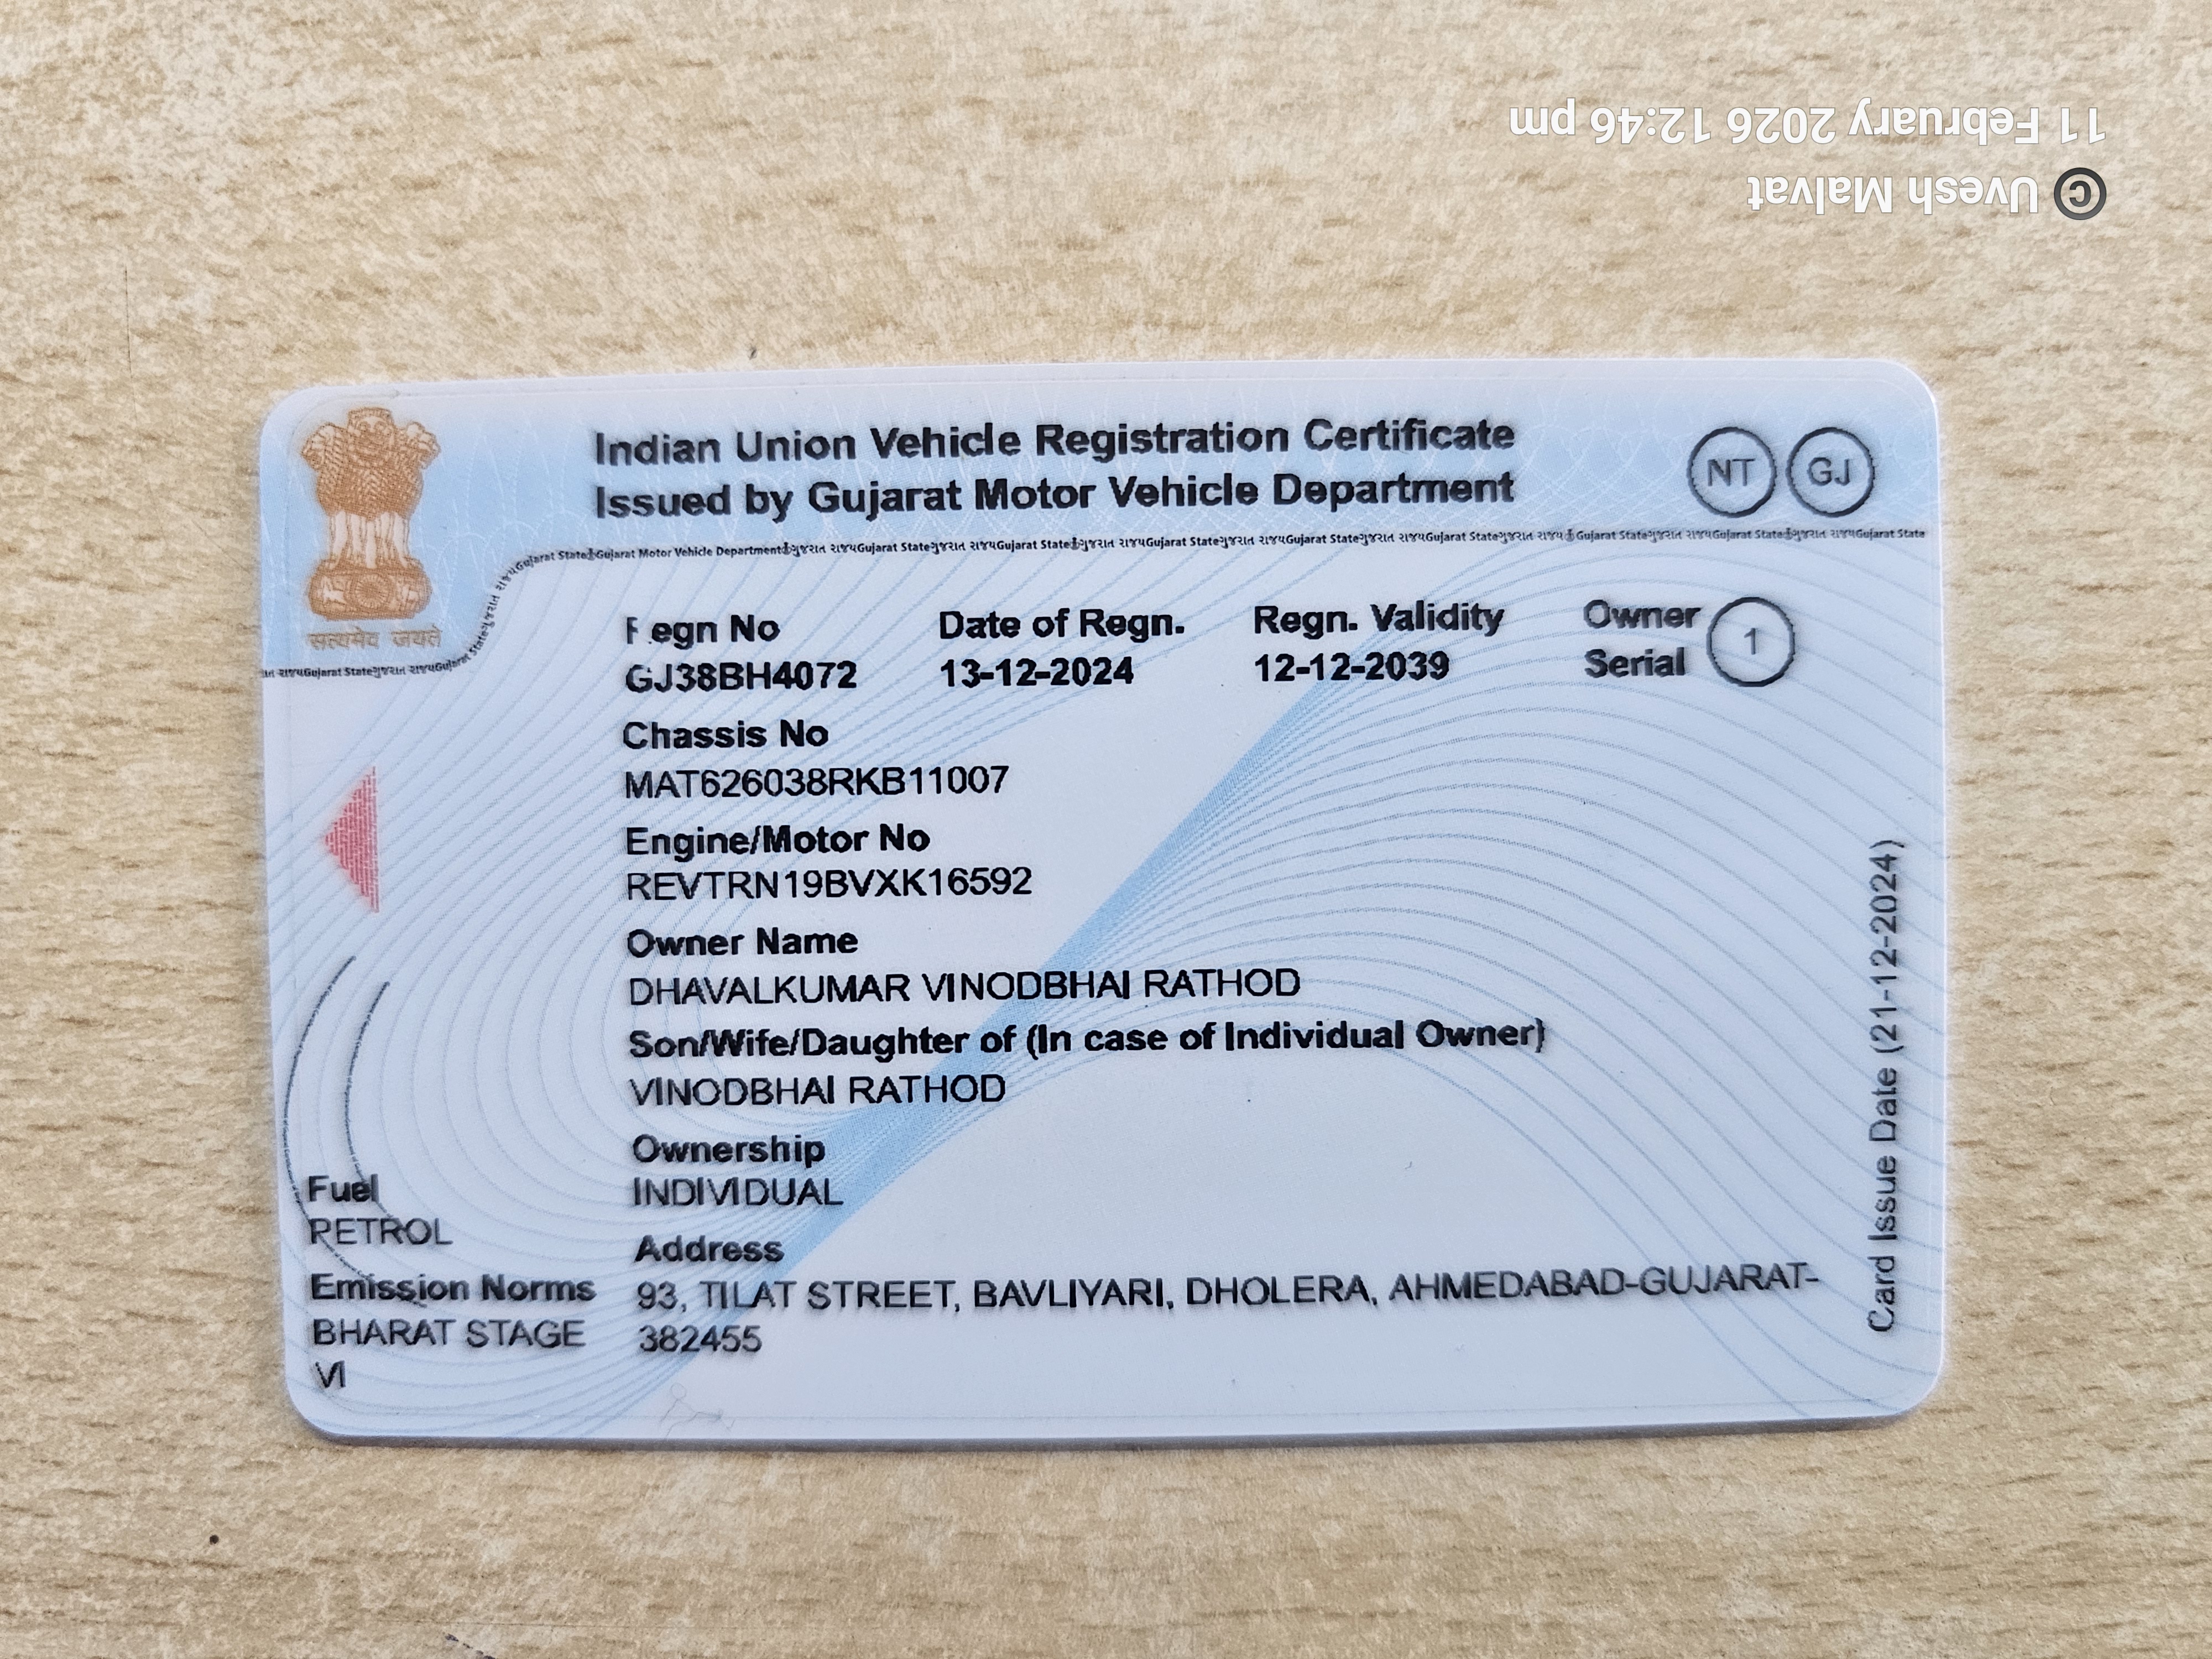 11 February 2026 12:46 pm
© Uvesh Malvat
Indian Union Vehicle Registration Certificate
Issued by Gujarat Motor Vehicle Department
NT GJ
सत्यमेव जयते
Regn No Date of Regn. Regn. Validity Owner Serial 1
GJ38BH4072 13-12-2024 12-12-2039
Chassis No
MAT626038RKB11007
Engine/Motor No
REVTRN19BVXK16592
Owner Name
DHAVALKUMAR VINODBHAI RATHOD
Son/Wife/Daughter of (In case of Individual Owner)
VINODBHAI RATHOD
Ownership
INDIVIDUAL
Address
93, TILAT STREET, BAVLIYARI, DHOLERA, AHMEDABAD-GUJARAT-
382455
Fuel
PETROL
Emission Norms
BHARAT STAGE
VI
Card Issue Date (21-12-2024)